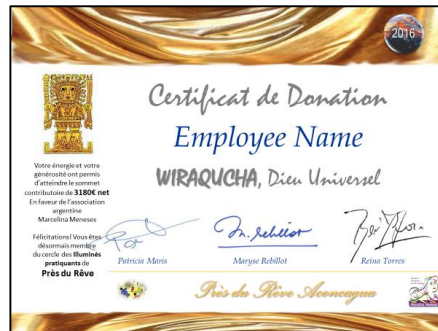 2016
Certificat de Donation
Employee Name
WIRAQUCHA, Dieu Universel
Votre énergie et votre
générosité ont permis
d'atteindre le sommet
contributoire de 3180€ net
En faveur de l'association
argentine
Marcelina Meneses
Félicitations! Vous êtes
désormais membre
du cercle des Illuminés
pratiquants de
Près du Rêve
M. Rebillot
Patricia Maris
Maryse Rebillot
Reina Torres
Près du Rêve Aconcagua